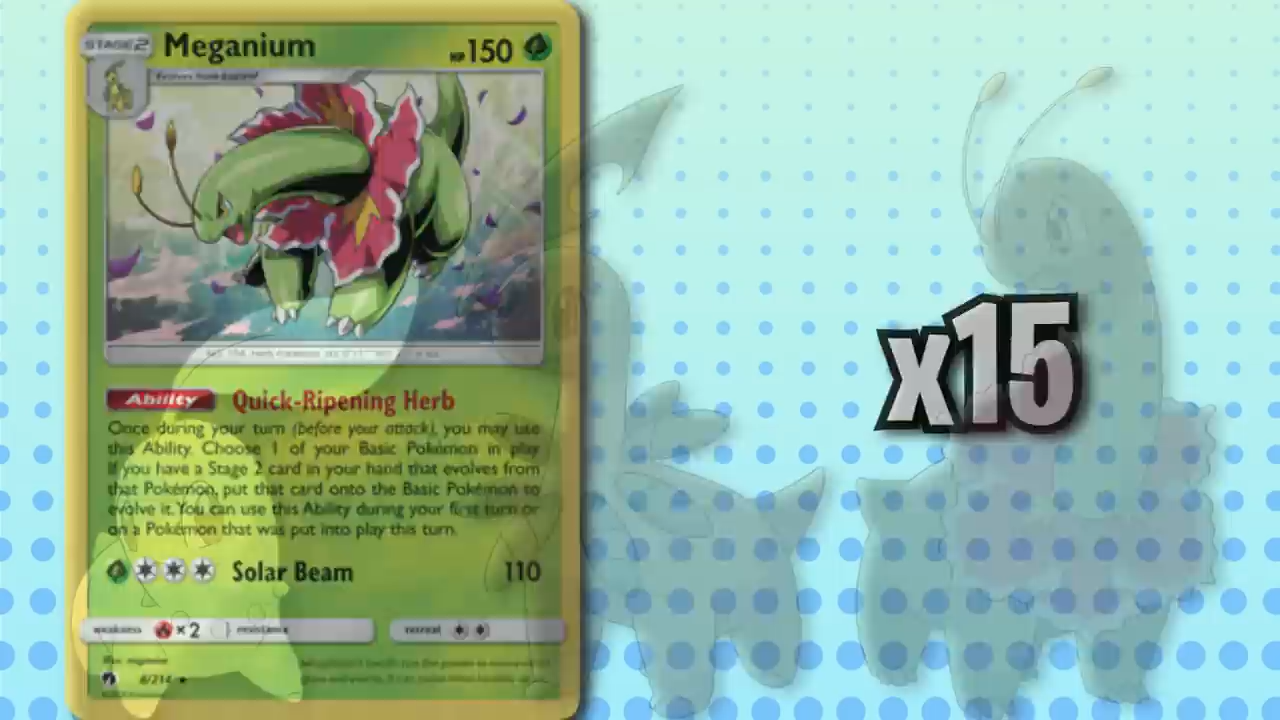 STAGE2 Meganium HP150
x15
Ability Quick-Ripening Herb
Once during your turn (before your attack), you may use
this Ability. Choose 1 of your Basic Pokémon in play
If you have a Stage 2 card in your hand that evolves from
that Pokémon, put that card onto the Basic Pokémon to
evolve it. You can use this Ability during your first turn or
on a Pokémon that was put into play this turn.
Solar Beam 110
weakness ×2 resistance retreat
8/214